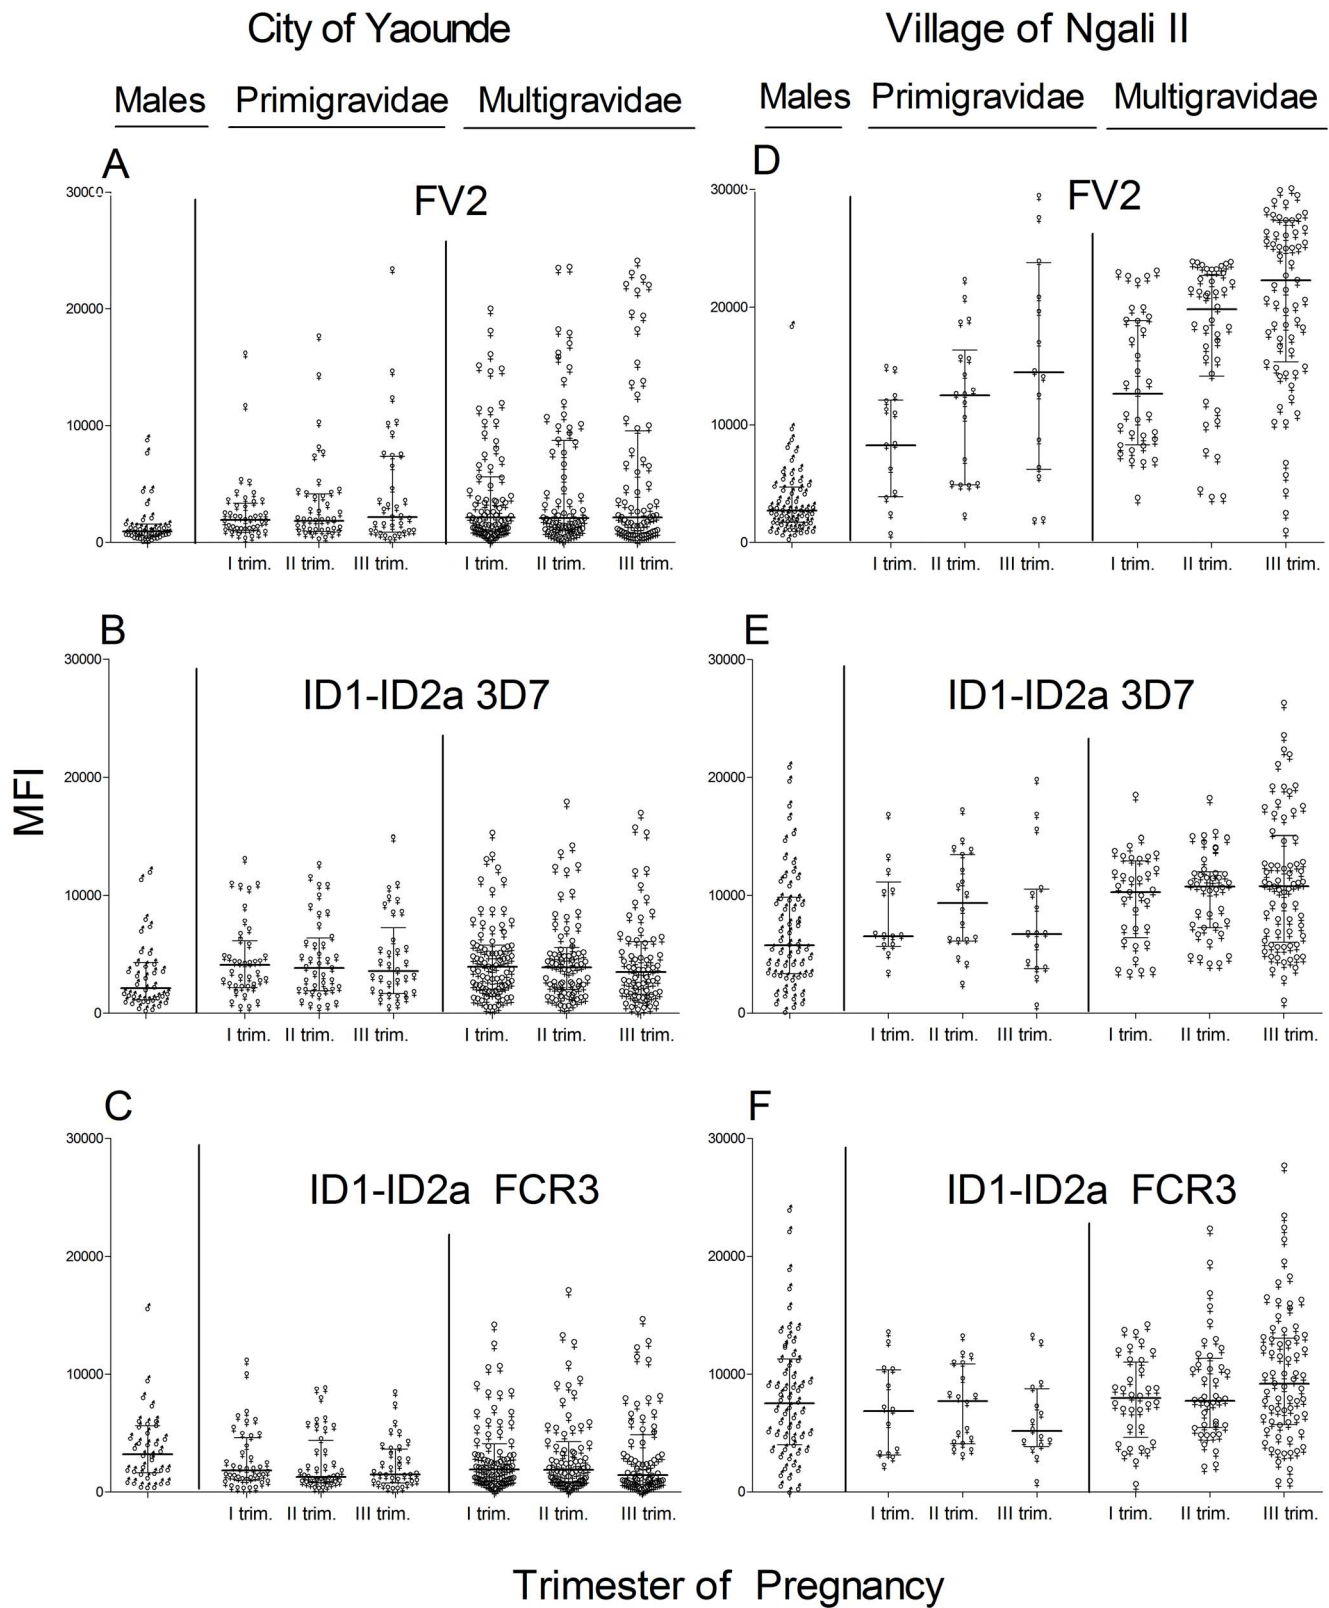 City of Yaounde
Village of Ngali II
Males Primigravidae Multigravidae
Males Primigravidae Multigravidae
A
FV2
30000
20000
10000
0
I trim. II trim. III trim. I trim. II trim. III trim.
D
FV2
30000
20000
10000
0
I trim. II trim. III trim. I trim. II trim. III trim.
B
ID1-ID2a 3D7
30000
20000
10000
0
I trim. II trim. III trim. I trim. II trim. III trim.
E
ID1-ID2a 3D7
30000
20000
10000
0
I trim. II trim. III trim. I trim. II trim. III trim.
MFI
C
ID1-ID2a FCR3
30000
20000
10000
0
I trim. II trim. III trim. I trim. II trim. III trim.
F
ID1-ID2a FCR3
30000
20000
10000
0
I trim. II trim. III trim. I trim. II trim. III trim.
Trimester of Pregnancy